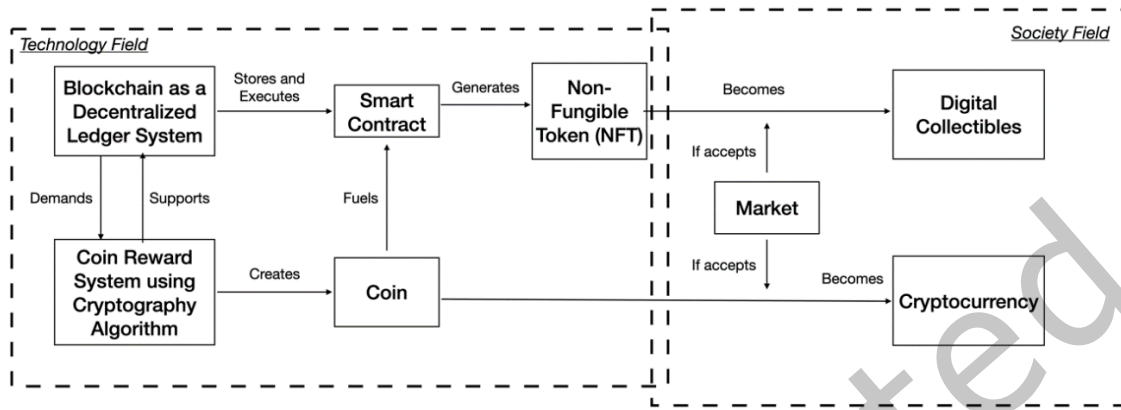 Technology Field
Society Field
Blockchain as a
Decentralized
Ledger System
Stores and
Executes
Smart
Contract
Generates
Non-
Fungible
Token (NFT)
Becomes
Digital
Collectibles
If accepts
Demands
Supports
Fuels
Market
If accepts
Coin Reward
System using
Cryptography
Algorithm
Creates
Coin
Becomes
Cryptocurrency
ted